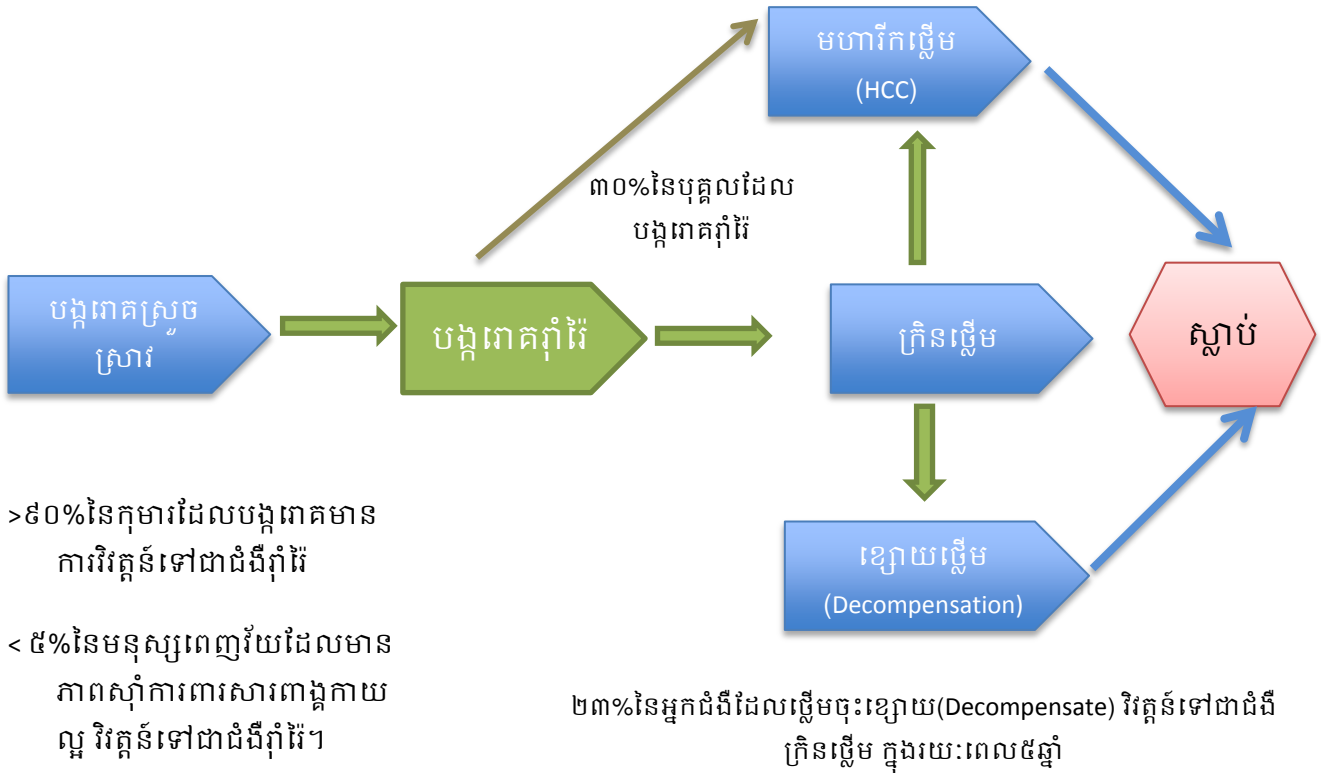 មហារីកថ្លើម
(HCC)
៣០%នៃបុគ្គលដែល
បង្ករោគរ៉ាំរ៉ៃ
បង្ករោគស្រួច
ស្រាវ
បង្ករោគរ៉ាំរ៉ៃ
ក្រិនថ្លើម
ស្លាប់
>៩០%នៃកុមារដែលបង្ករោគមាន
ការវិវត្តន៍ទៅជាជំងឺរ៉ាំរ៉ៃ
< ៥%នៃមនុស្សពេញវ័យដែលមាន
ភាពស៊ាំការពារសារពាង្គកាយ
ល្អ វិវត្តន៍ទៅជាជំងឺរ៉ាំរ៉ៃ។
ខ្សោយថ្លើម
(Decompensation)
២៣%នៃអ្នកជំងឺដែលថ្លើមចុះខ្សោយ(Decompensate) វិវត្តន៍ទៅជាជំងឺ
ក្រិនថ្លើម ក្នុងរយៈពេល៥ឆ្នាំ